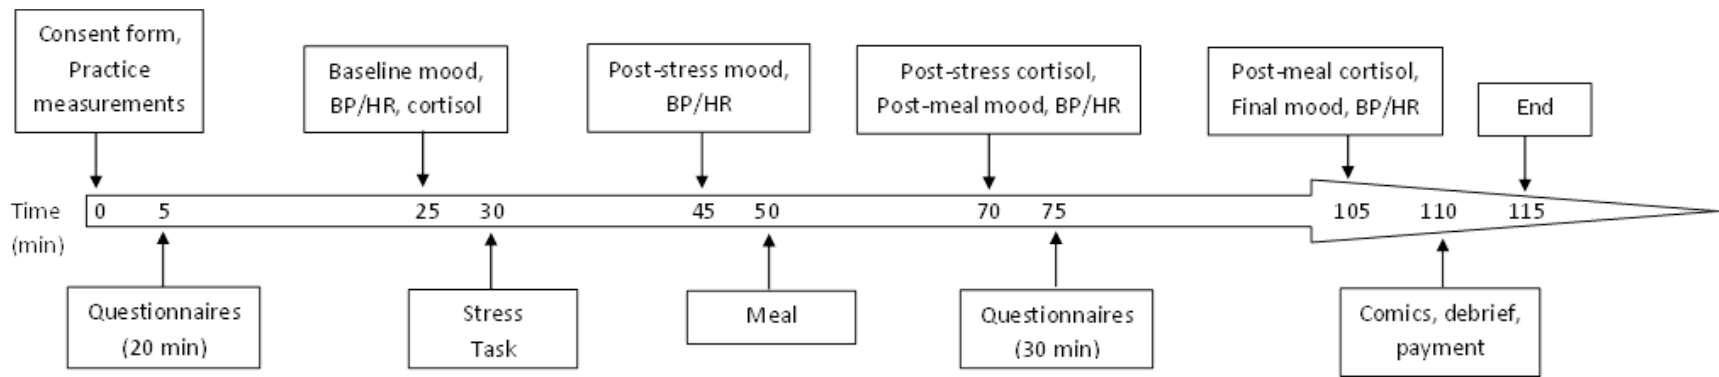 Consent form,
Practice
measurements
Baseline mood,
BP/HR, cortisol
Post-stress mood,
BP/HR
Post-stress cortisol,
Post-meal mood, BP/HR
Post-meal cortisol,
Final mood, BP/HR
End
Time 0 5 25 30 45 50 70 75 105 110 115
(min)
Questionnaires
(20 min)
Stress
Task
Meal
Questionnaires
(30 min)
Comics, debrief,
payment